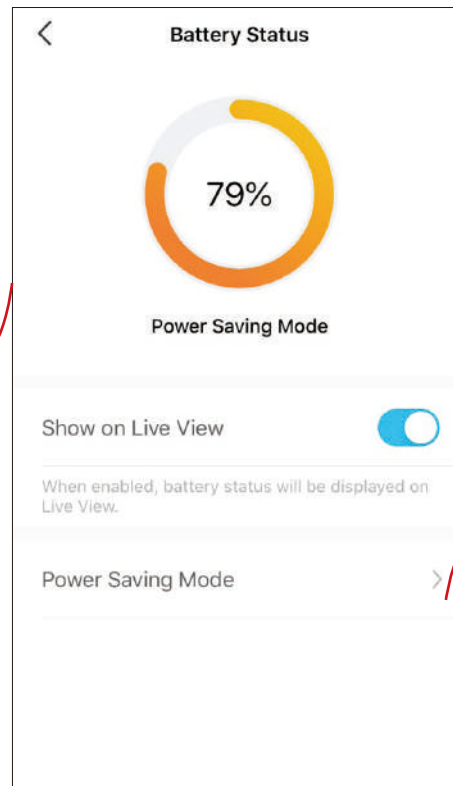 Battery Status
79%
Power Saving Mode
Show on Live View
When enabled, battery status will be displayed on
Live View.
Power Saving Mode